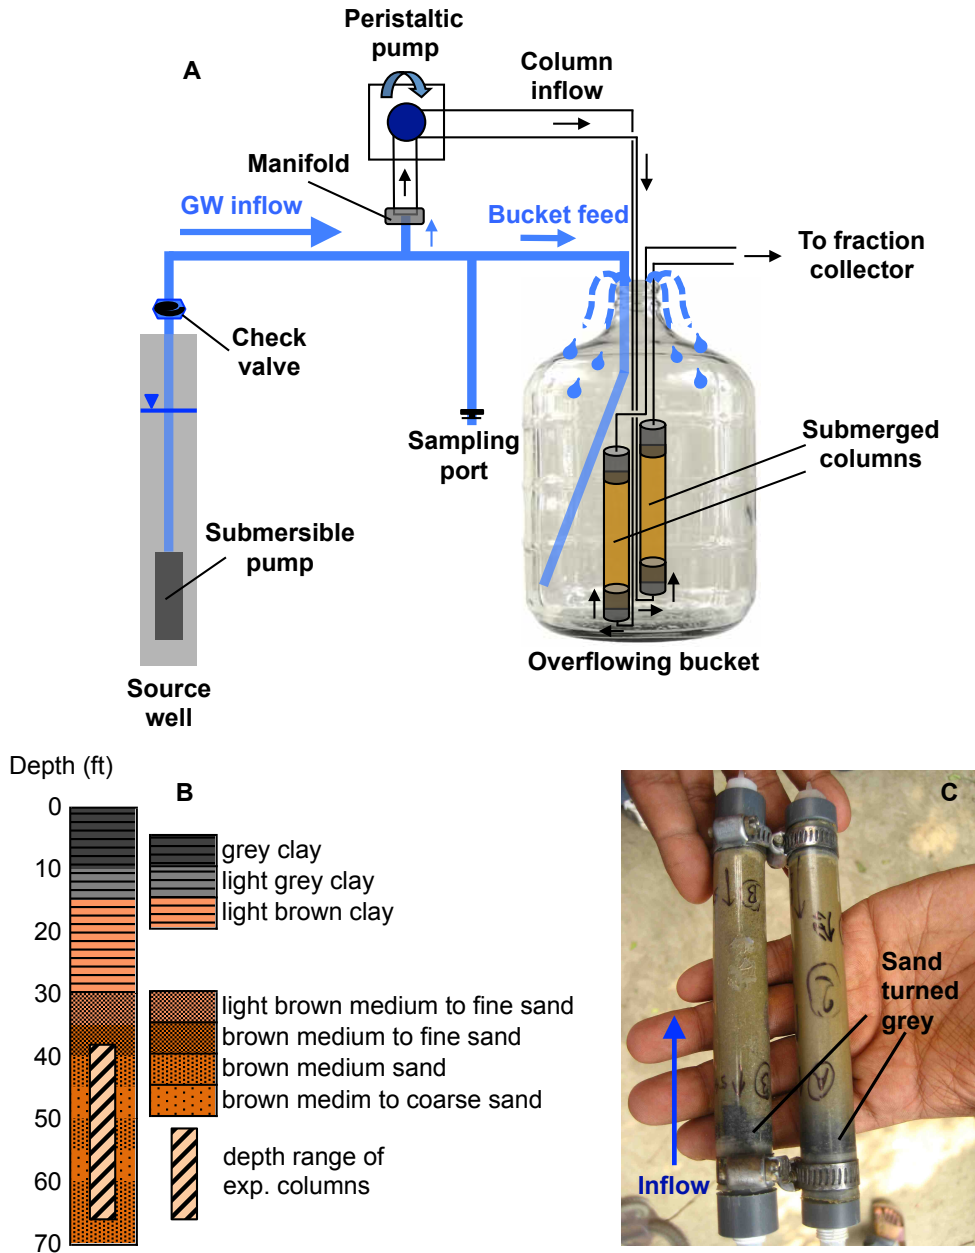 Peristaltic
pump
A
Column
inflow
Manifold
GW inflow
Bucket feed
To fraction
collector
Check
valve
Sampling
port
Submerged
columns
Submersible
pump
Overflowing bucket
Source
well
Depth (ft)
B
0
10
20
30
40
50
60
70
grey clay
light grey clay
light brown clay
light brown medium to fine sand
brown medium to fine sand
brown medium sand
brown medim to coarse sand
depth range of
exp. columns
C
Sand
turned
grey
Inflow
B
B
A